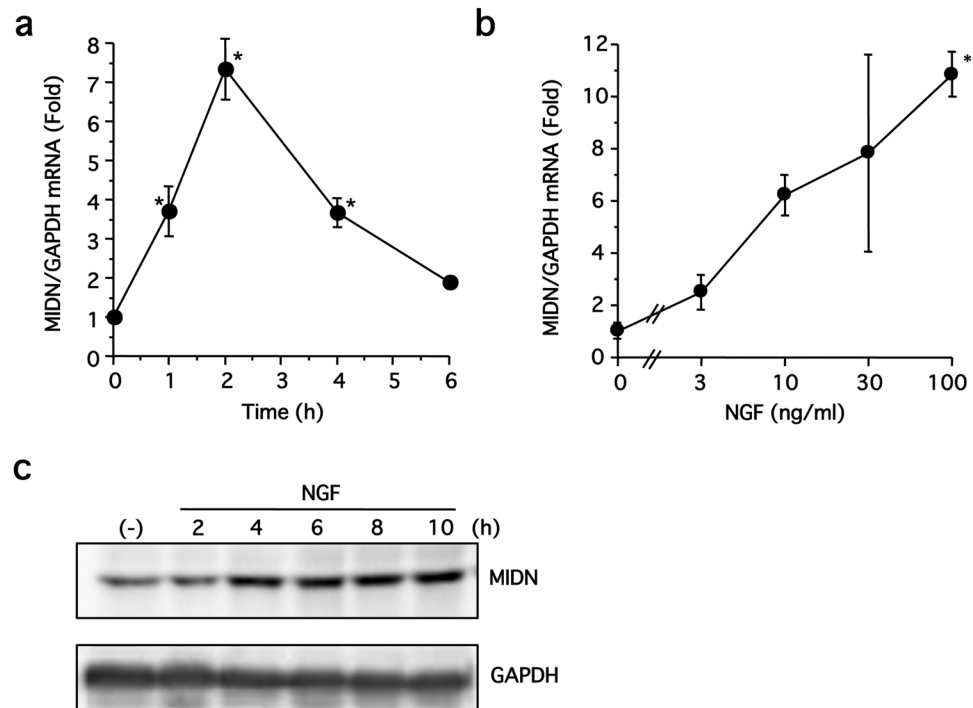 a
MIDN/GAPDH mRNA (Fold)
8
7
6
5
4
3
2
1
0
*
*
*
0 1 2 3 4 5 6
Time (h)
b
MIDN/GAPDH mRNA (Fold)
12
10
8
6
4
2
0
*
0 3 10 30 100
NGF (ng/ml)
c
NGF
(-) 2 4 6 8 10 (h)
MIDN
GAPDH